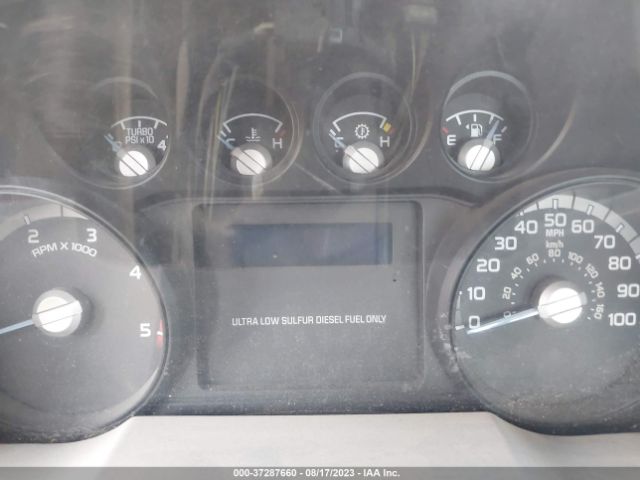 TURBO
PSI x 10
4
C H
C H
E F
2 3
RPM X 1000
4
5
ULTRA LOW SULFUR DIESEL FUEL ONLY
0 20 30 40 50 60 70 80 90 100
MPH
km/h
0 20 40 60 80 100 120 140 160
000-37287660 - 08/17/2023 - IAA Inc.